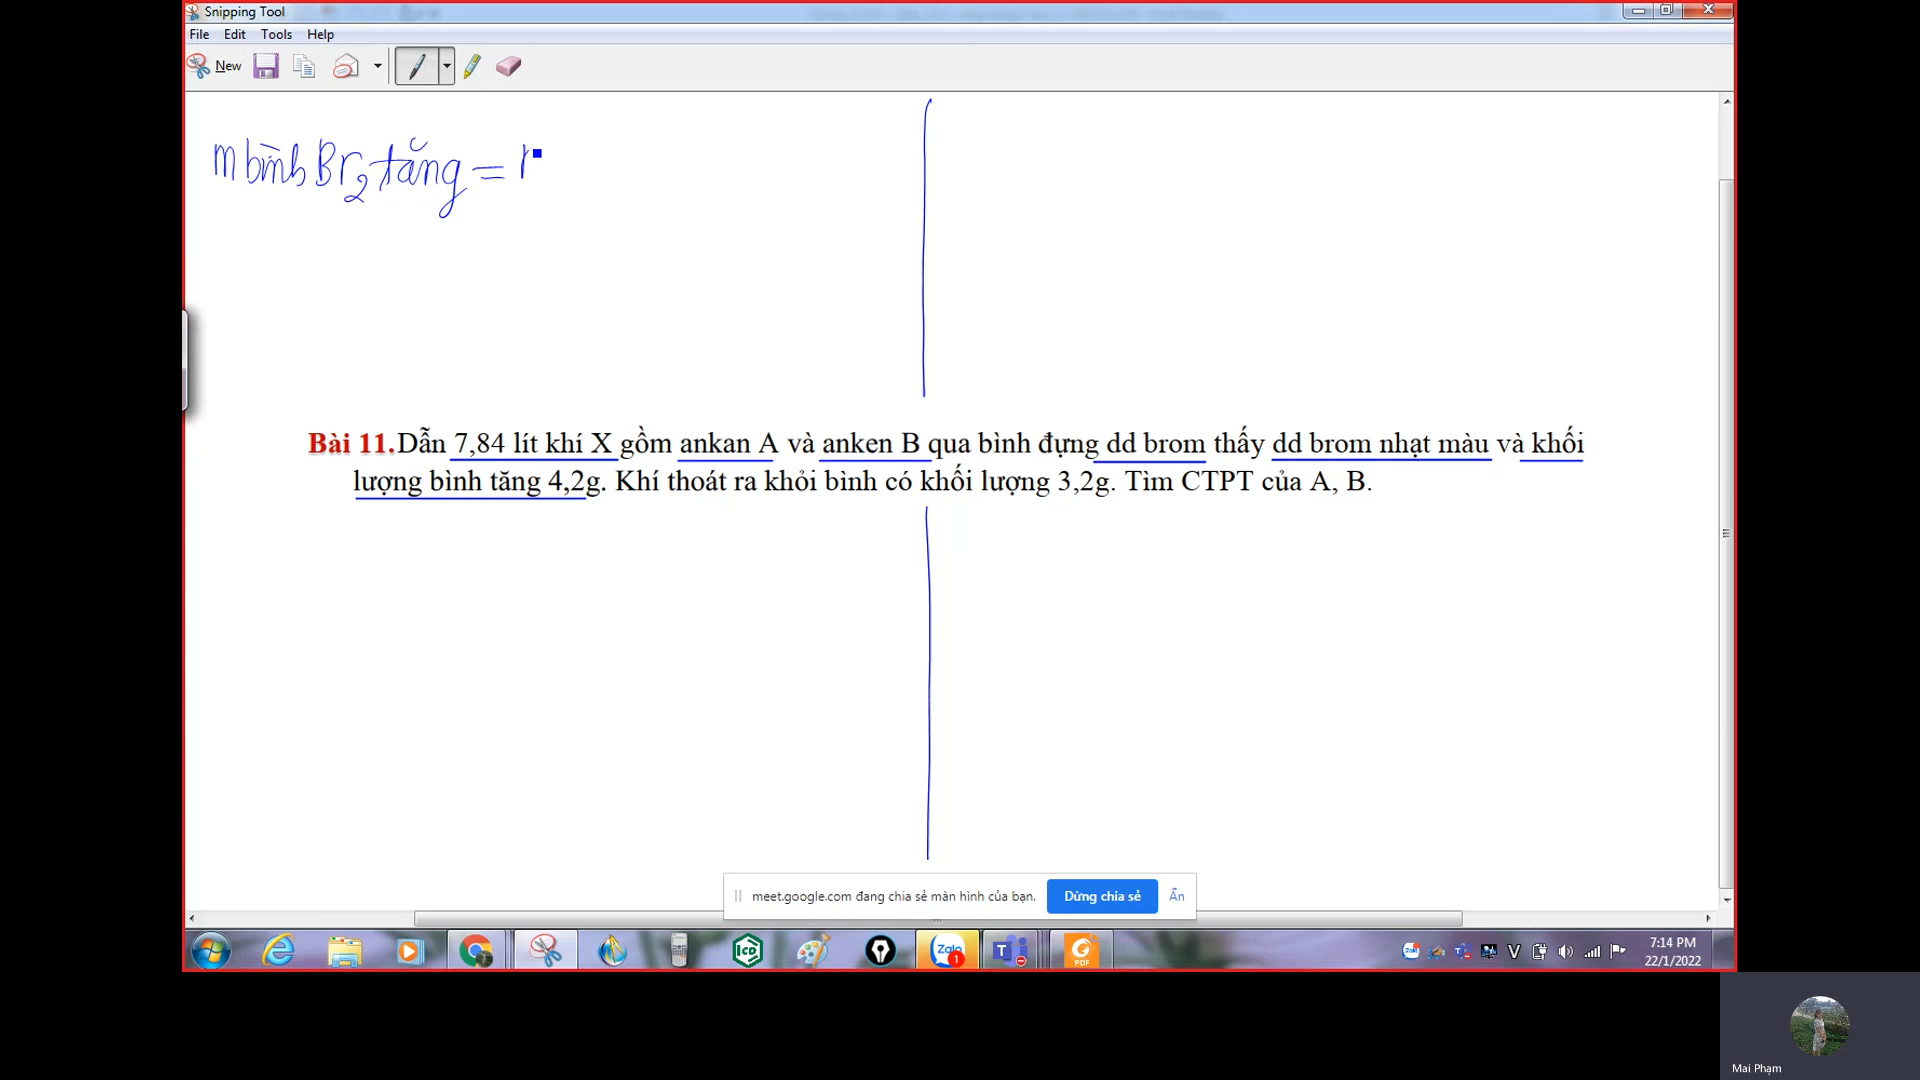 Snipping Tool
File Edit Tools Help
New
m bình Br2 tăng =
Bài 11. Dẫn 7,84 lít khí X gồm ankan A và anken B qua bình đựng dd brom thấy dd brom nhạt màu và khối
lượng bình tăng 4,2g. Khí thoát ra khỏi bình có khối lượng 3,2g. Tìm CTPT của A, B.
meet.google.com đang chia sẻ màn hình của bạn. Dừng chia sẻ Ẩn
Zalo 1
PDF
7:14 PM
22/1/2022
Mai Phạm